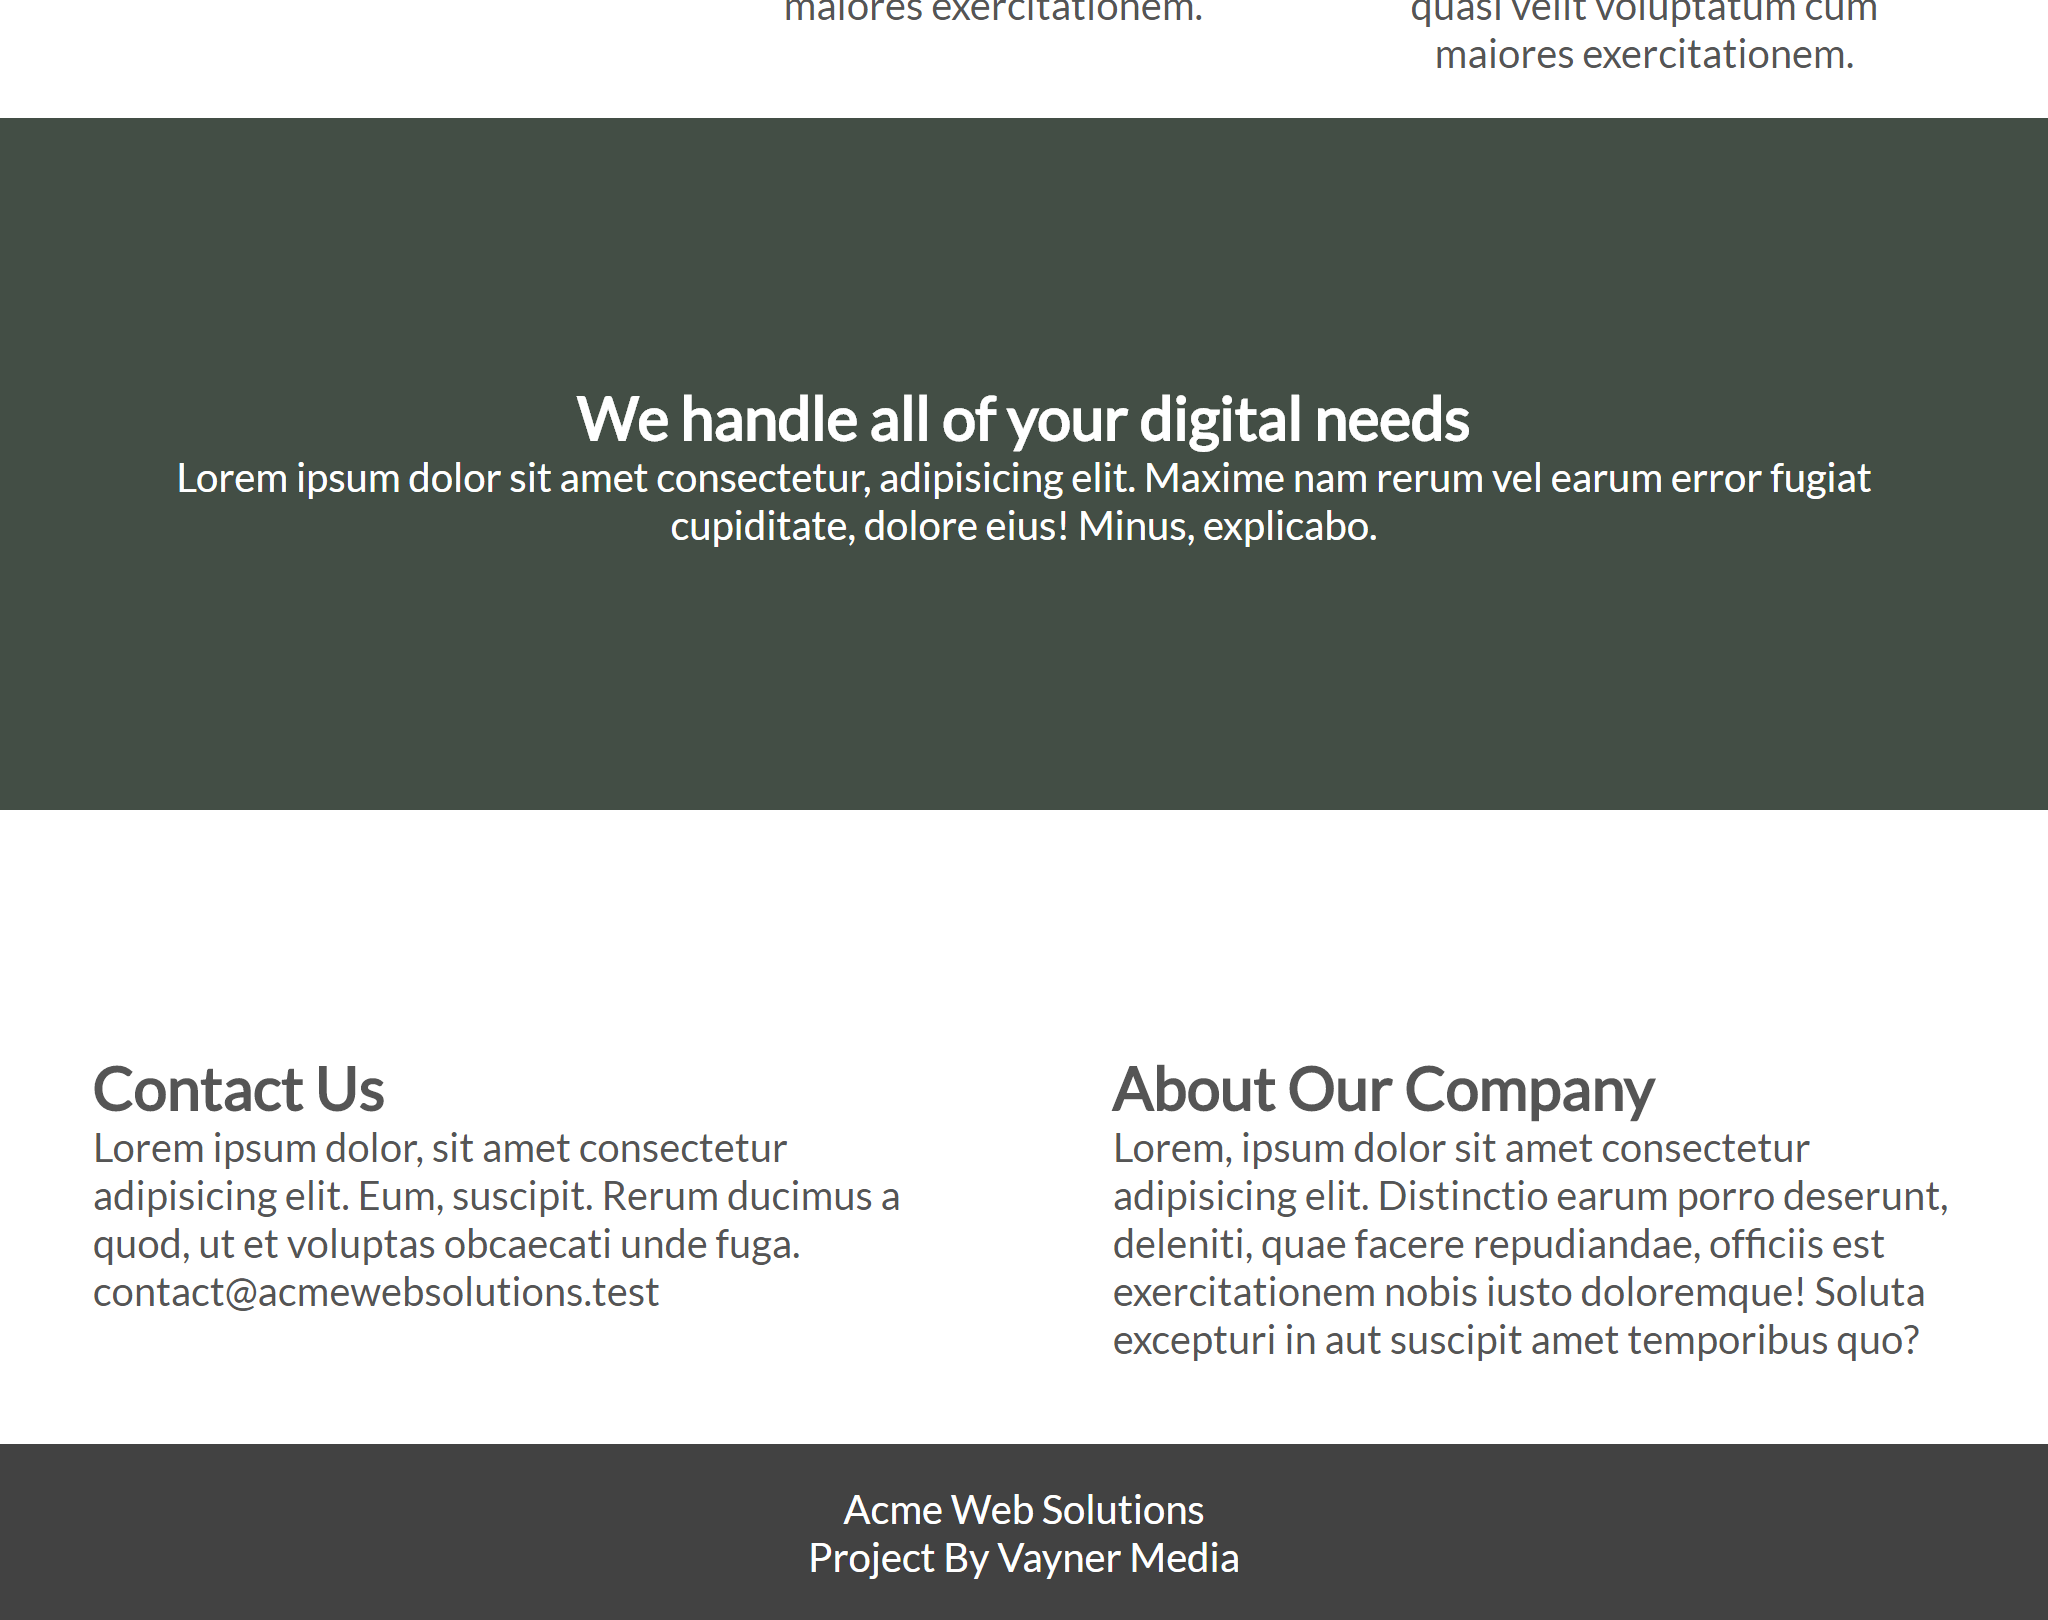 maiores exercitationem.
quasi velit voluptatum cum
maiores exercitationem.
We handle all of your digital needs
Lorem ipsum dolor sit amet consectetur, adipisicing elit. Maxime nam rerum vel earum error fugiat
cupiditate, dolore eius! Minus, explicabo.
Contact Us
Lorem ipsum dolor, sit amet consectetur
adipisicing elit. Eum, suscipit. Rerum ducimus a
quod, ut et voluptas obcaecati unde fuga.
contact@acmewebsolutions.test
About Our Company
Lorem, ipsum dolor sit amet consectetur
adipisicing elit. Distinctio earum porro deserunt,
deleniti, quae facere repudiandae, officiis est
exercitationem nobis iusto doloremque! Soluta
excepturi in aut suscipit amet temporibus quo?
Acme Web Solutions
Project By Vayner Media